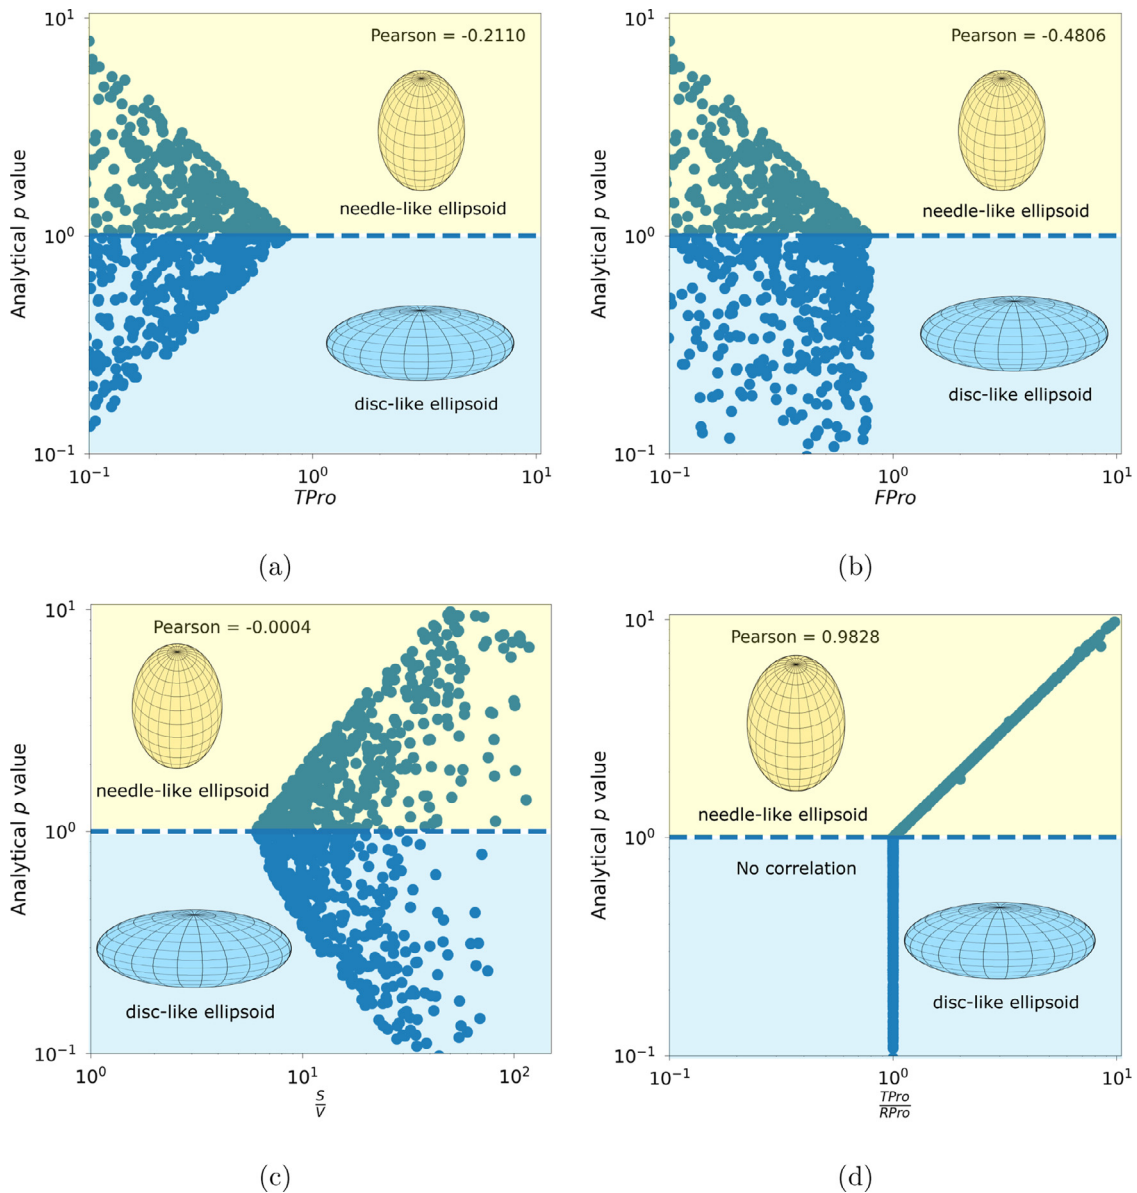 10¹
Pearson = -0.2110
needle-like ellipsoid
10⁰
disc-like ellipsoid
10⁻¹
Analytical p value
10⁻¹ 10⁰ 10¹
TPro
(a)
10¹
Pearson = -0.4806
needle-like ellipsoid
10⁰
disc-like ellipsoid
10⁻¹
Analytical p value
10⁻¹ 10⁰ 10¹
FPro
(b)
10¹
Pearson = -0.0004
needle-like ellipsoid
10⁰
disc-like ellipsoid
10⁻¹
Analytical p value
10⁰ 10¹ 10²
S
V
(c)
10¹
Pearson = 0.9828
needle-like ellipsoid
10⁰
No correlation
disc-like ellipsoid
10⁻¹
Analytical p value
10⁻¹ 10⁰ 10¹
TPro
RPro
(d)